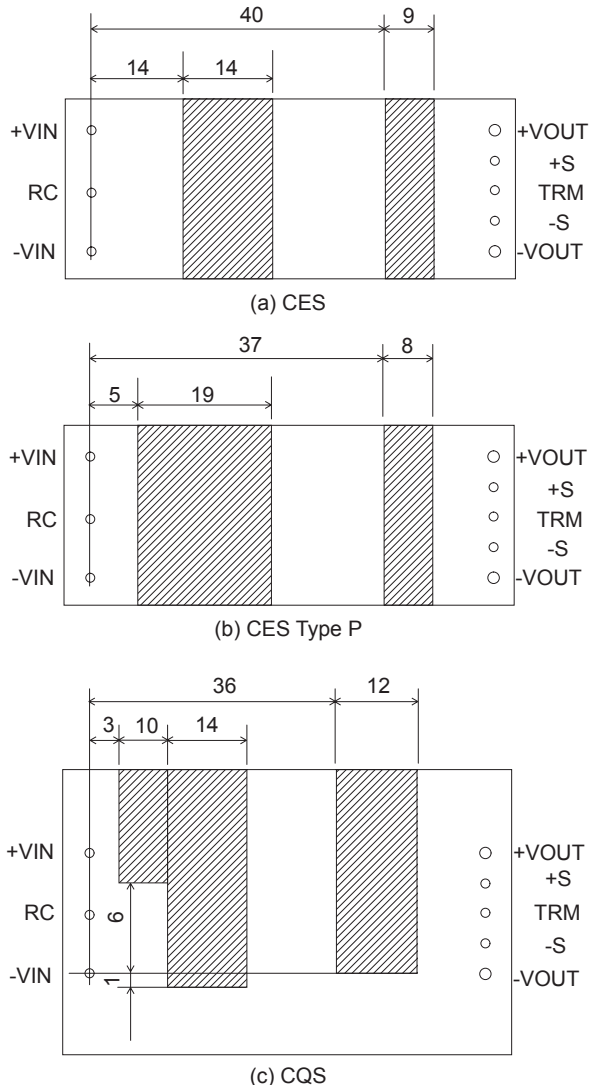 40 9
14 14
+VIN +VOUT
+S
RC TRM
-S
-VIN -VOUT
(a) CES
37 8
5 19
+VIN +VOUT
+S
RC TRM
-S
-VIN -VOUT
(b) CES Type P
36 12
3 10 14
+VIN +VOUT
+S
6
RC TRM
-S
-VIN -VOUT
1
(c) CQS